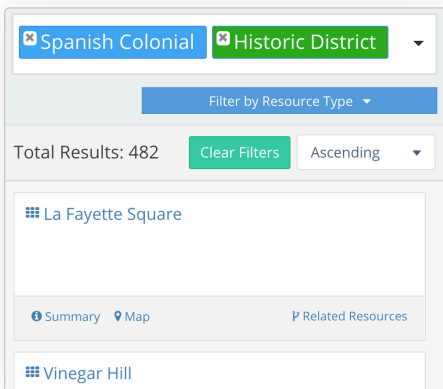 Spanish Colonial Historic District
Filter by Resource Type
Total Results: 482 Clear Filters Ascending
La Fayette Square
Summary Map Related Resources
Vinegar Hill